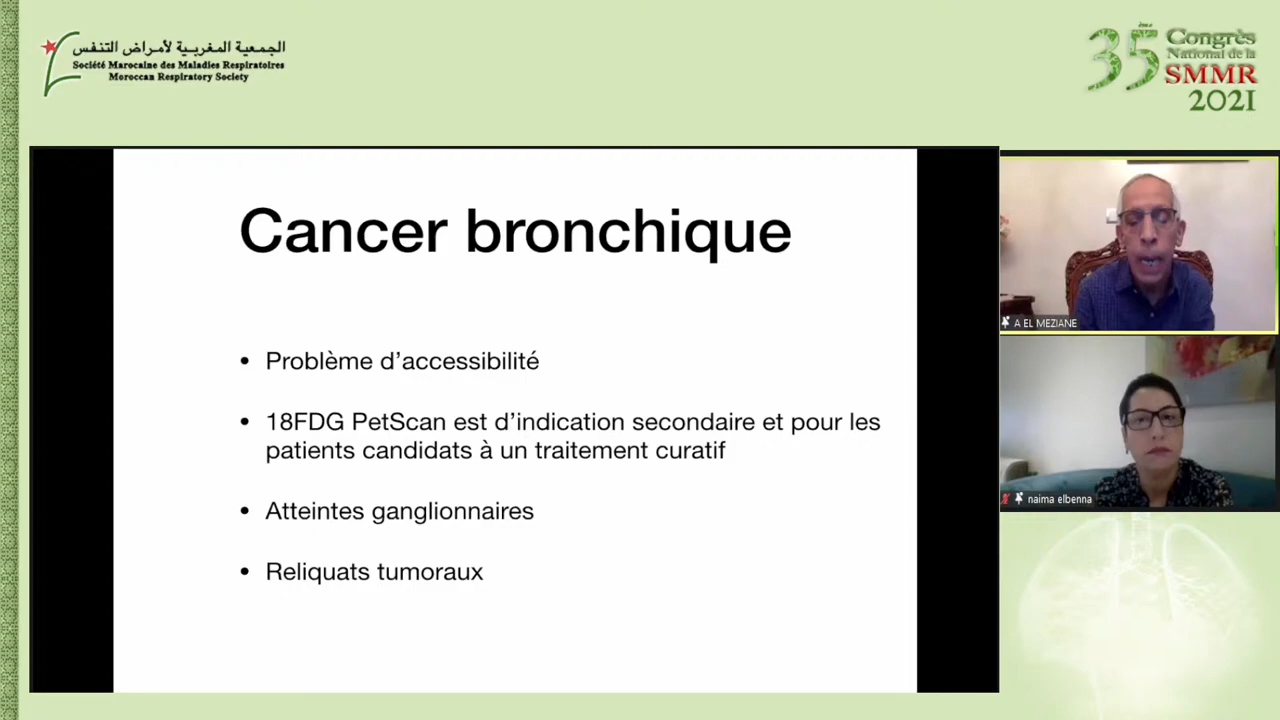 الجمعية المغربية لأمراض التنفس
Société Marocaine des Maladies Respiratoires
Moroccan Respiratory Society
35ème Congrès
National de la
SMMR
2021
Cancer bronchique
• Problème d’accessibilité
• 18FDG PetScan est d’indication secondaire et pour les
patients candidats à un traitement curatif
• Atteintes ganglionnaires
• Reliquats tumoraux
A EL MEZIANE
naima elbenna